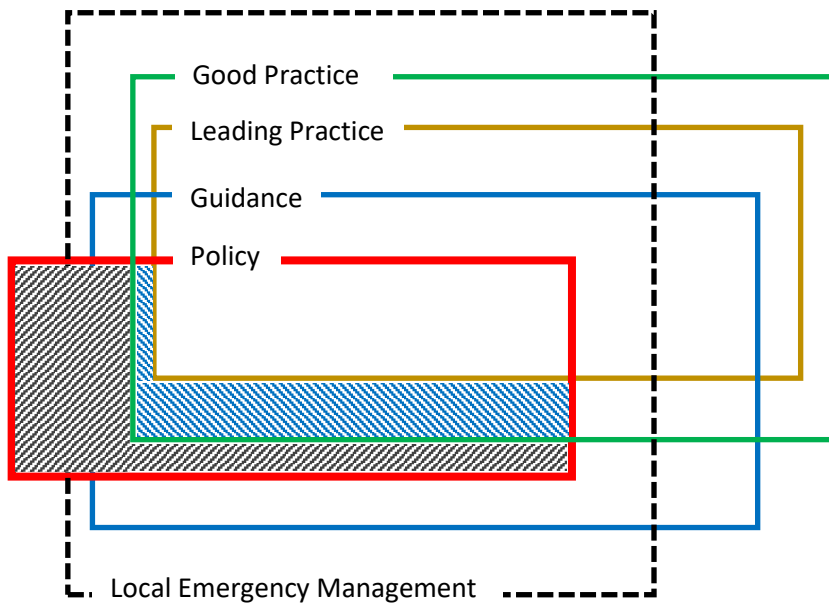 Good Practice
Leading Practice
Guidance
Policy
Local Emergency Management